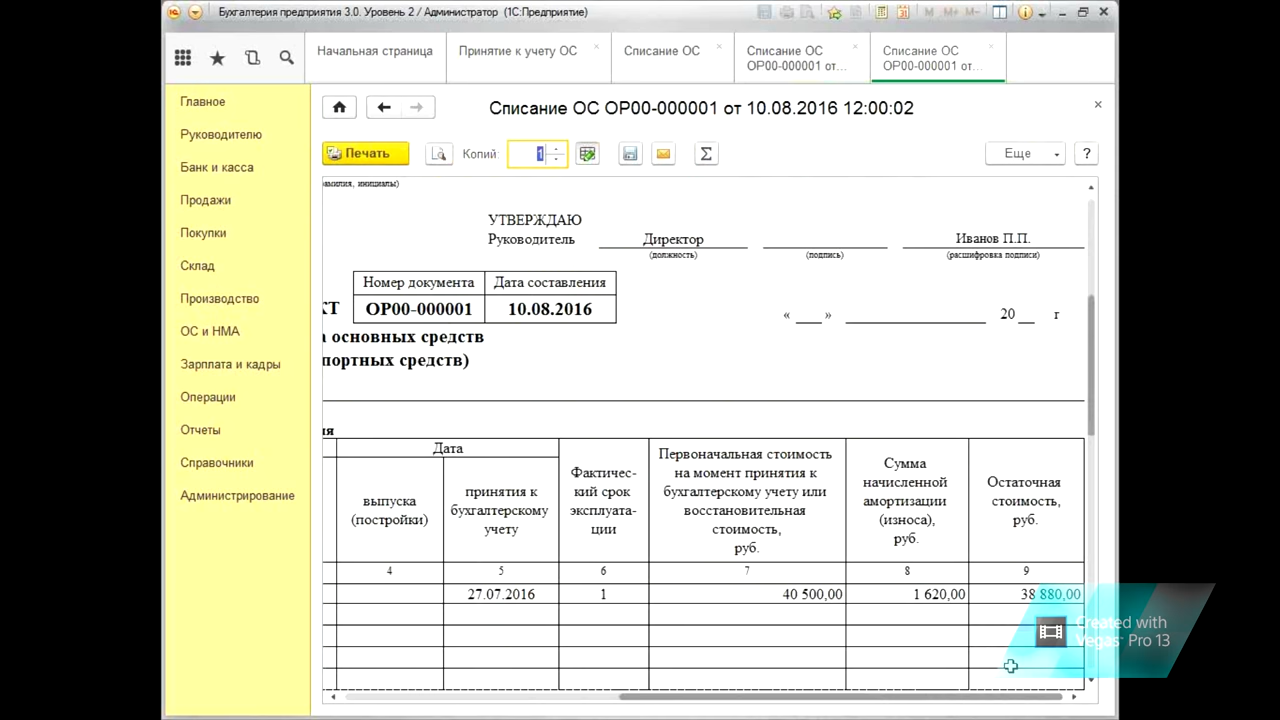 Бухгалтерия предприятия 3.0. Уровень 2 / Администратор (1С:Предприятие)
M M+ M-
Начальная страница
Принятие к учету ОС
Списание ОС
Списание ОС
ОР00-000001 от...
Списание ОС
ОР00-000001 от...
Главное
Руководителю
Банк и касса
Продажи
Покупки
Склад
Производство
ОС и НМА
Зарплата и кадры
Операции
Отчеты
Справочники
Администрирование
Списание ОС ОР00-000001 от 10.08.2016 12:00:02
Печать
Копий:
1
Σ
Еще
?
амилия, инициалы)
УТВЕРЖДАЮ
Руководитель
Директор
Иванов П.П.
(должность)
(подпись)
(расшифровка подписи)
Номер документа
Дата составления
КТ
ОР00-000001
10.08.2016
« »
20
г
а основных средств
портных средств)
ия
Дата
выпуска
(постройки)
принятия к
бухгалтерскому
учету
Фактичес-
кий срок
эксплуата-
ции
Первоначальная стоимость
на момент принятия к
бухгалтерскому учету или
восстановительная
стоимость,
руб.
Сумма
начисленной
амортизации
(износа),
руб.
Остаточная
стоимость,
руб.
4
5
6
7
8
9
27.07.2016
1
40 500,00
1 620,00
38 880,00
Created with
Vegas™ Pro 13